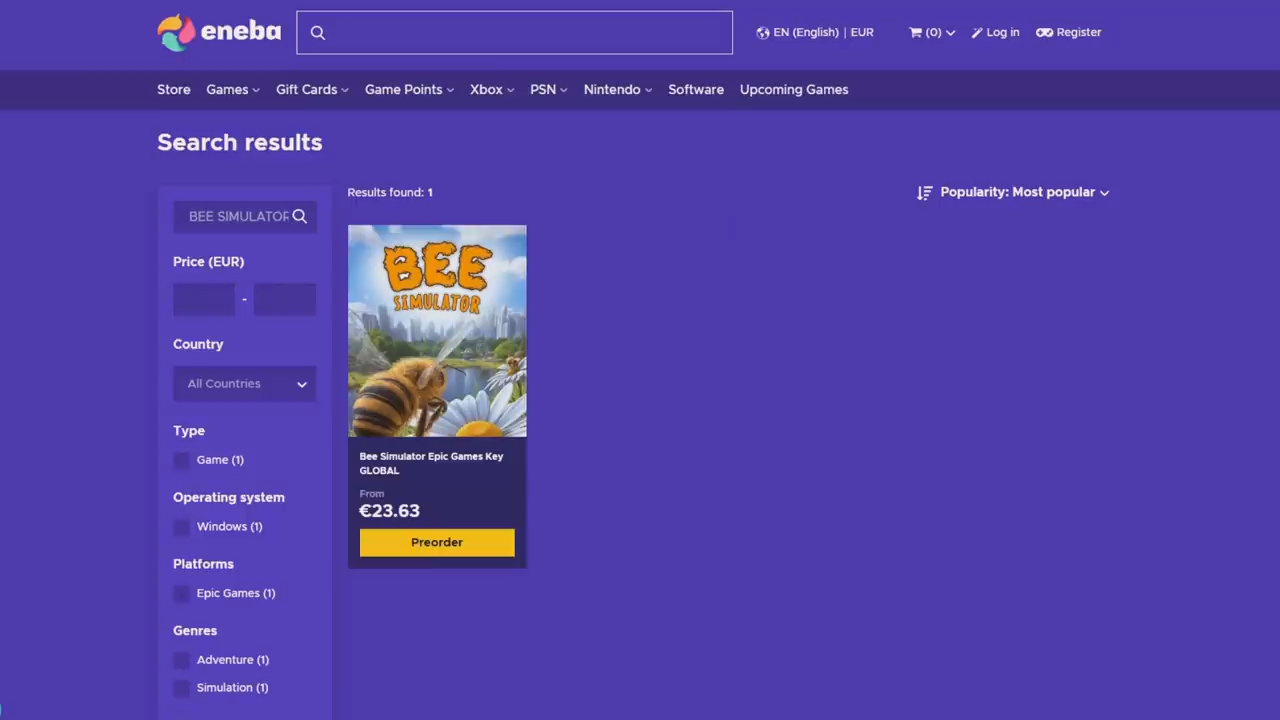 eneba
EN (English) | EUR
(0)
Log in
Register
Store
Games
Gift Cards
Game Points
Xbox
PSN
Nintendo
Software
Upcoming Games
Search results
BEE SIMULATOR
Results found: 1
Popularity: Most popular
Price (EUR)
-
Country
All Countries
Type
Game (1)
Operating system
Windows (1)
Platforms
Epic Games (1)
Genres
Adventure (1)
Simulation (1)
BEE
SIMULATOR
Bee Simulator Epic Games Key
GLOBAL
From
€23.63
Preorder